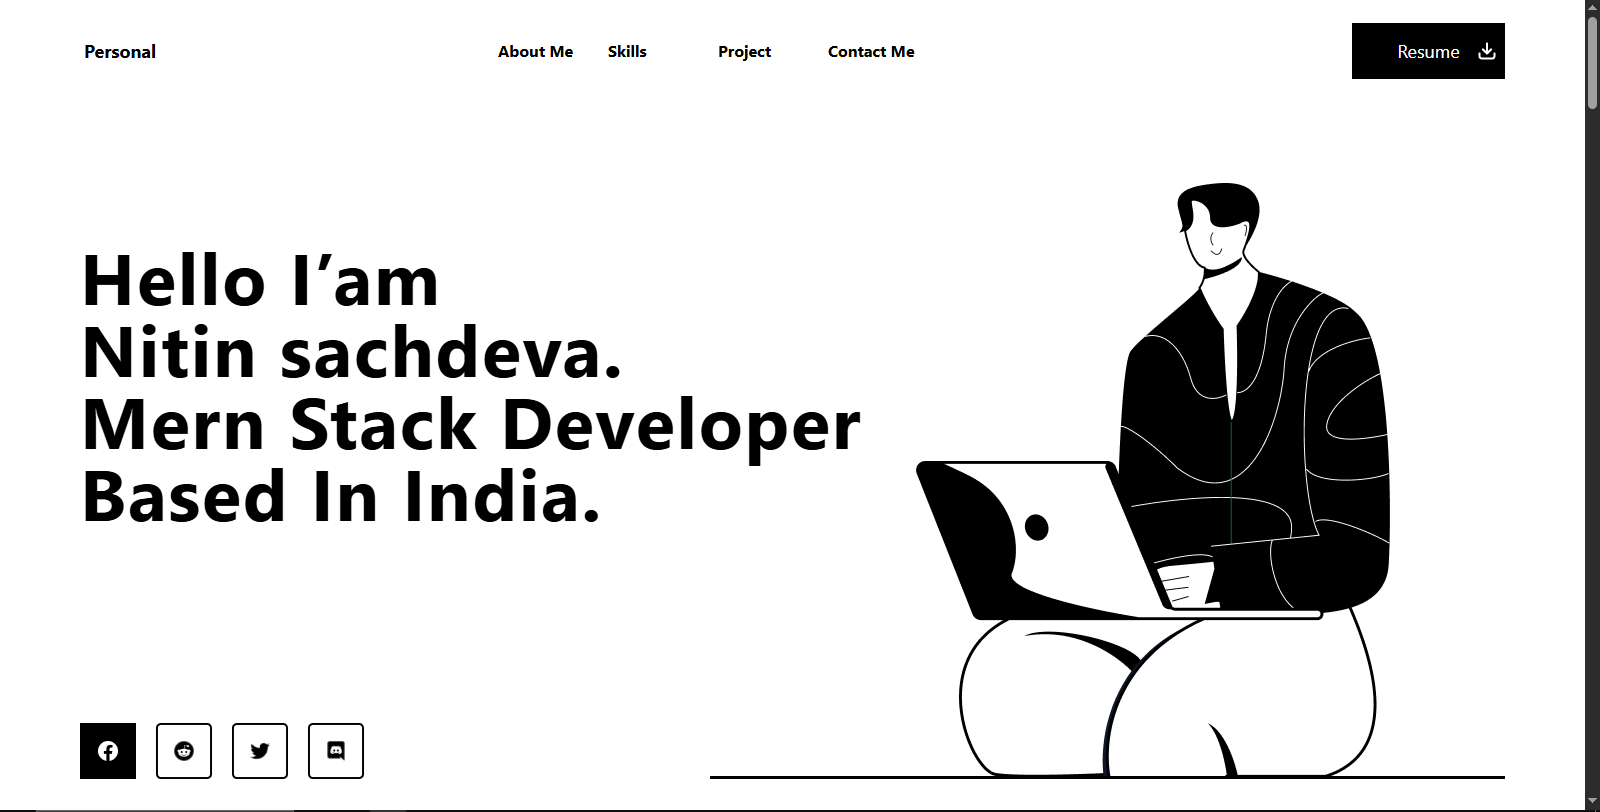 Personal
About Me
Skills
Project
Contact Me
Resume
Hello I’am
Nitin sachdeva.
Mern Stack Developer
Based In India.